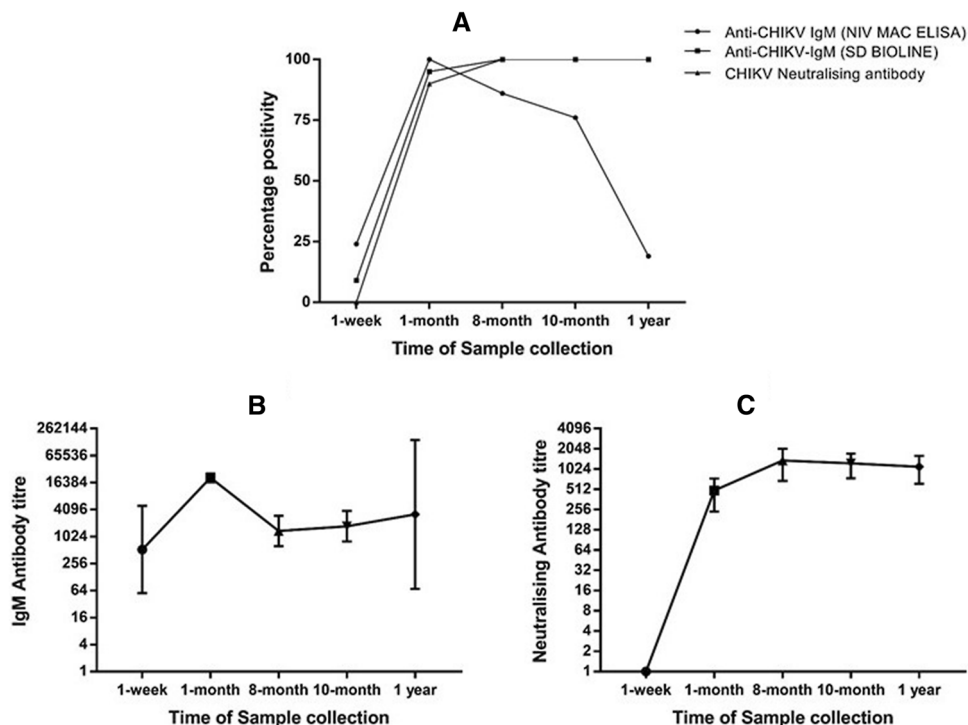 A
Anti-CHIKV IgM (NIV MAC ELISA)
Anti-CHIKV-IgM (SD BIOLINE)
CHIKV Neutralising antibody
Percentage positivity
100
75
50
25
0
1-week 1-month 8-month 10-month 1 year
Time of Sample collection
B
IgM Antibody titre
262144
65536
16384
4096
1024
256
64
16
4
1
1-week 1-month 8-month 10-month 1 year
Time of Sample collection
C
Neutralising Antibody titre
4096
2048
1024
512
256
128
64
32
16
8
4
2
1
1-week 1-month 8-month 10-month 1 year
Time of Sample collection